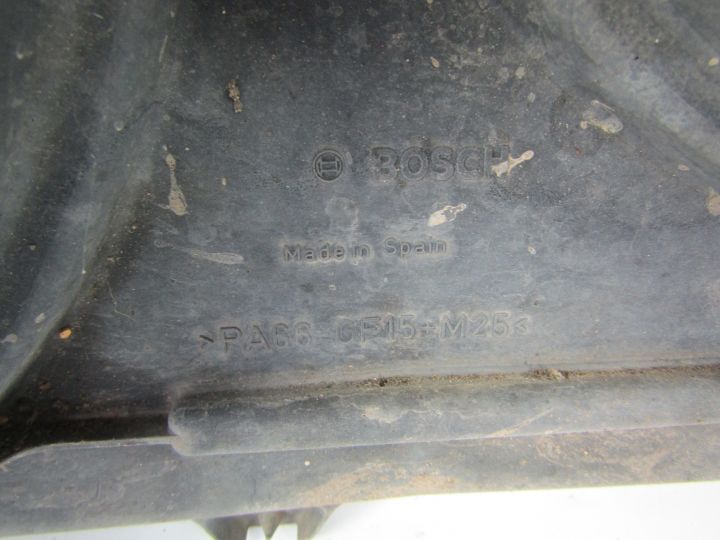 BOSCH
Made in Spain
>PA66-GF15+M25<